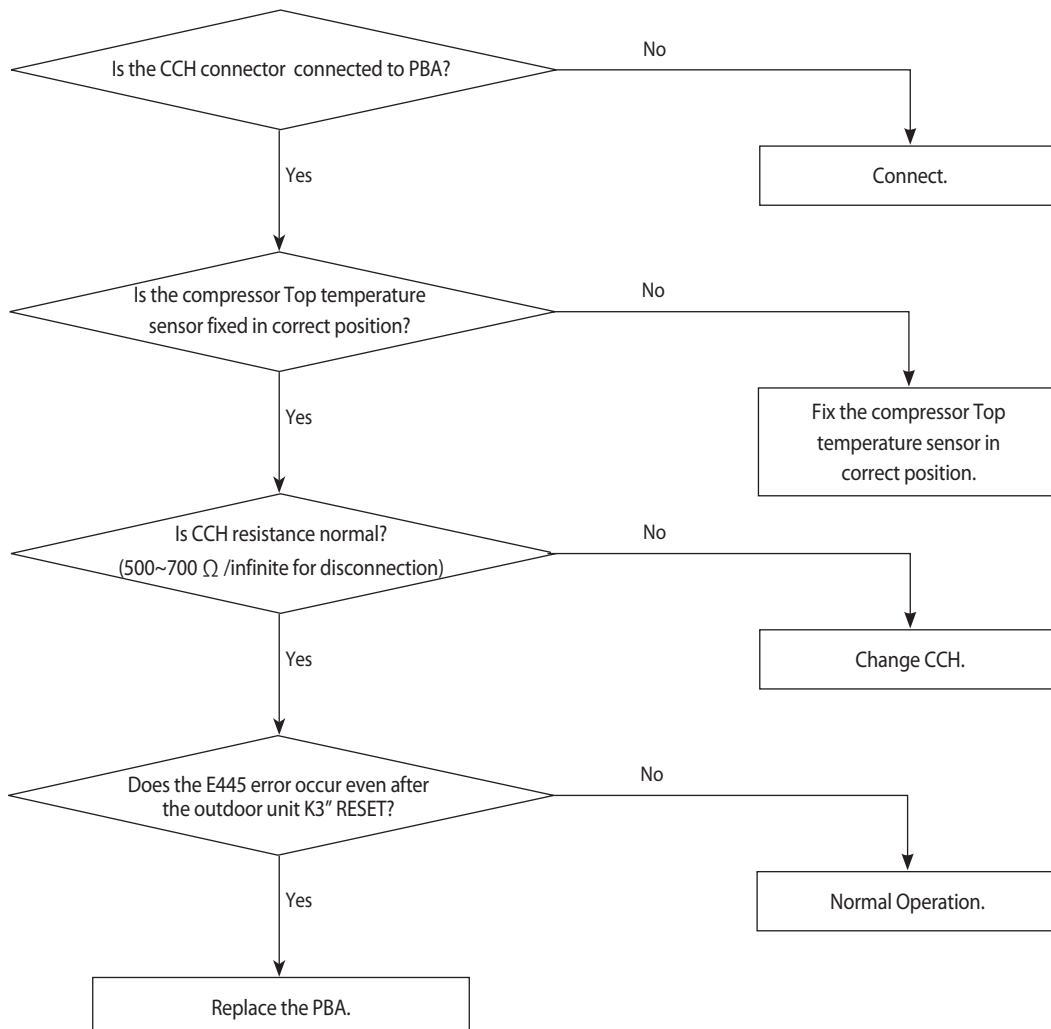 Is the CCH connector connected to PBA?
No
Connect.
Yes
Is the compressor Top temperature
sensor fixed in correct position?
No
Fix the compressor Top
temperature sensor in
correct position.
Yes
Is CCH resistance normal?
(500~700 Ω /infinite for disconnection)
No
Change CCH.
Yes
Does the E445 error occur even after
the outdoor unit K3” RESET?
No
Normal Operation.
Yes
Replace the PBA.